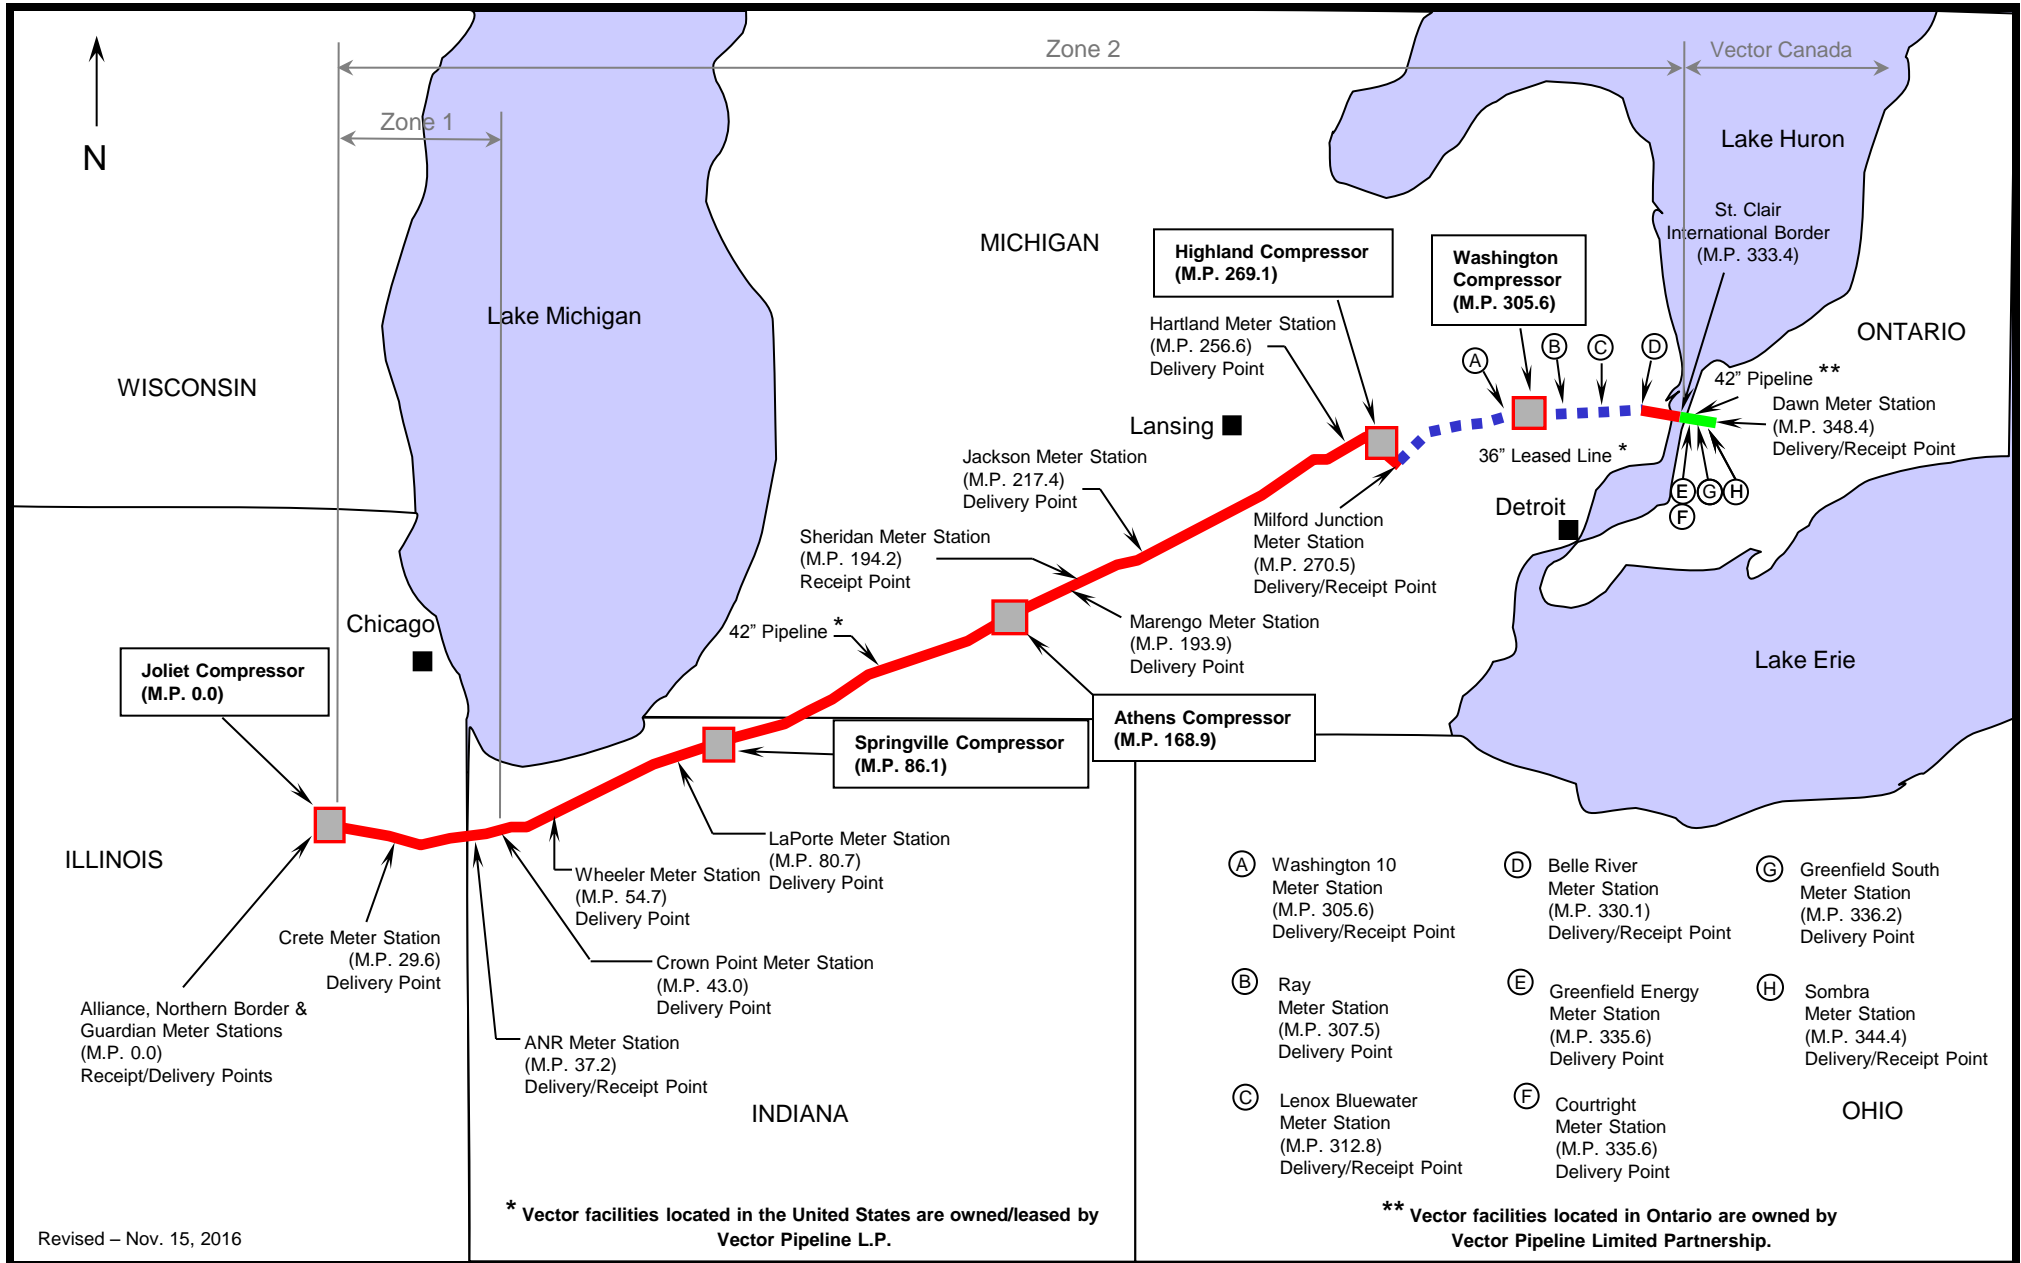 Zone 2
Vector Canada
Zone 1
N
Lake Huron
St. Clair
International Border
(M.P. 333.4)
MICHIGAN
Highland Compressor
(M.P. 269.1)
Washington
Compressor
(M.P. 305.6)
Lake Michigan
Hartland Meter Station
(M.P. 256.6)
Delivery Point
ONTARIO
A
B
C
D
WISCONSIN
42” Pipeline **
Dawn Meter Station
(M.P. 348.4)
Delivery/Receipt Point
Lansing
36” Leased Line *
Jackson Meter Station
(M.P. 217.4)
Delivery Point
E
G
H
F
Detroit
Milford Junction
Meter Station
(M.P. 270.5)
Delivery/Receipt Point
Sheridan Meter Station
(M.P. 194.2)
Receipt Point
Chicago
42” Pipeline *
Marengo Meter Station
(M.P. 193.9)
Delivery Point
Lake Erie
Joliet Compressor
(M.P. 0.0)
Athens Compressor
(M.P. 168.9)
Springville Compressor
(M.P. 86.1)
ILLINOIS
LaPorte Meter Station
(M.P. 80.7)
Delivery Point
Wheeler Meter Station
(M.P. 54.7)
Delivery Point
Crete Meter Station
(M.P. 29.6)
Delivery Point
Crown Point Meter Station
(M.P. 43.0)
Delivery Point
Alliance, Northern Border &
Guardian Meter Stations
(M.P. 0.0)
Receipt/Delivery Points
ANR Meter Station
(M.P. 37.2)
Delivery/Receipt Point
INDIANA
A Washington 10
Meter Station
(M.P. 305.6)
Delivery/Receipt Point
B Ray
Meter Station
(M.P. 307.5)
Delivery Point
C Lenox Bluewater
Meter Station
(M.P. 312.8)
Delivery/Receipt Point
D Belle River
Meter Station
(M.P. 330.1)
Delivery/Receipt Point
E Greenfield Energy
Meter Station
(M.P. 335.6)
Delivery Point
F Courtright
Meter Station
(M.P. 335.6)
Delivery Point
G Greenfield South
Meter Station
(M.P. 336.2)
Delivery Point
H Sombra
Meter Station
(M.P. 344.4)
Delivery/Receipt Point
OHIO
* Vector facilities located in the United States are owned/leased by
Vector Pipeline L.P.
** Vector facilities located in Ontario are owned by
Vector Pipeline Limited Partnership.
Revised – Nov. 15, 2016